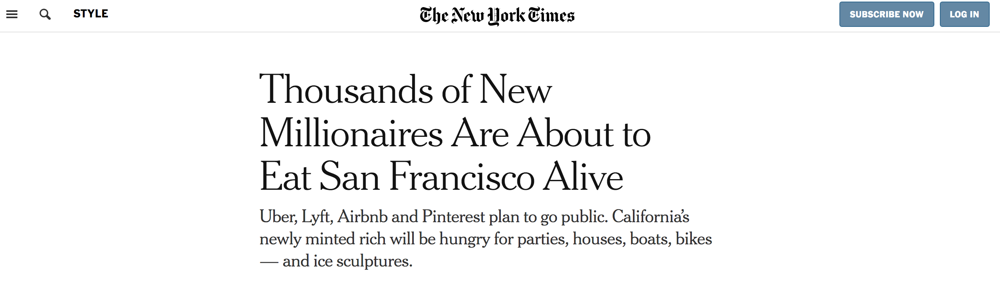 STYLE
The New York Times
SUBSCRIBE NOW
LOG IN
Thousands of New
Millionaires Are About to
Eat San Francisco Alive
Uber, Lyft, Airbnb and Pinterest plan to go public. California’s
newly minted rich will be hungry for parties, houses, boats, bikes
— and ice sculptures.